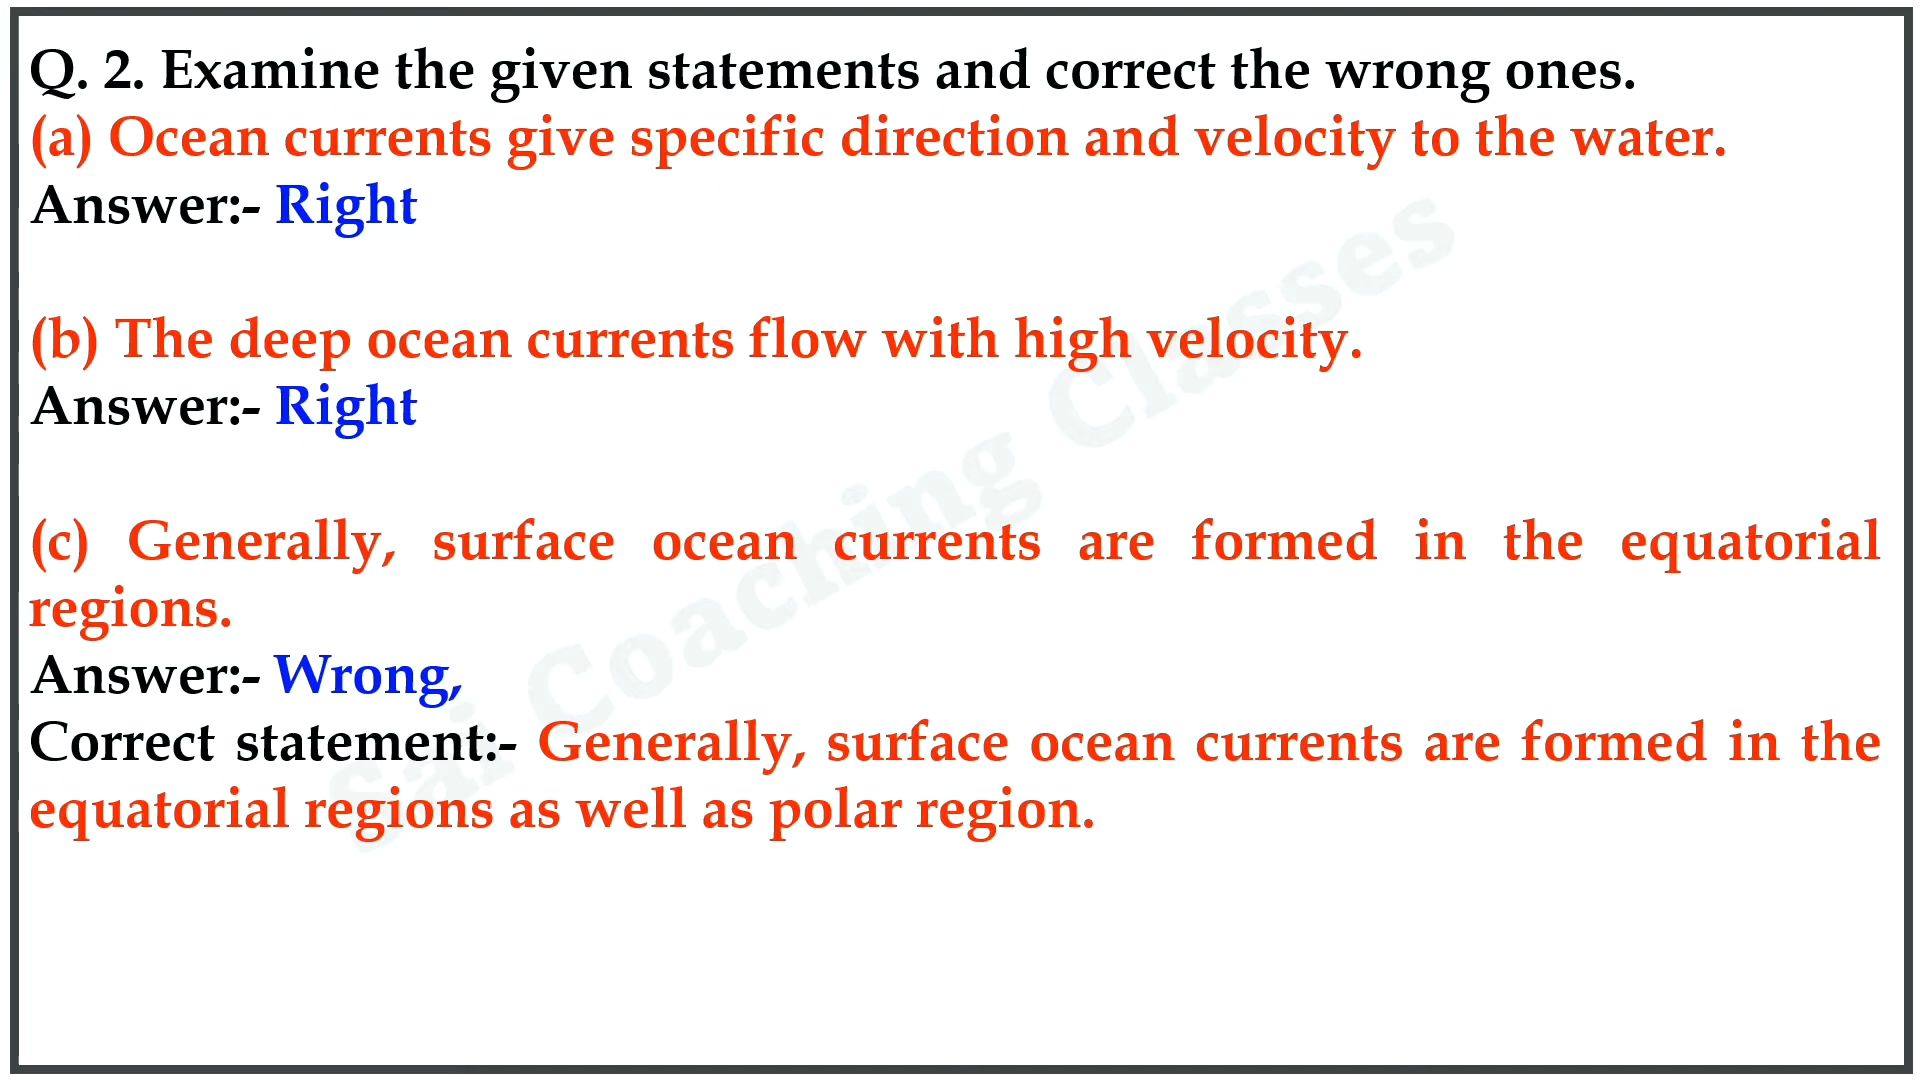 Q. 2. Examine the given statements and correct the wrong ones.
(a) Ocean currents give specific direction and velocity to the water.
Answer:- Right
(b) The deep ocean currents flow with high velocity.
Answer:- Right
(c) Generally, surface ocean currents are formed in the equatorial
regions.
Answer:- Wrong,
Correct statement:- Generally, surface ocean currents are formed in the
equatorial regions as well as polar region.
Sai Coaching Classes